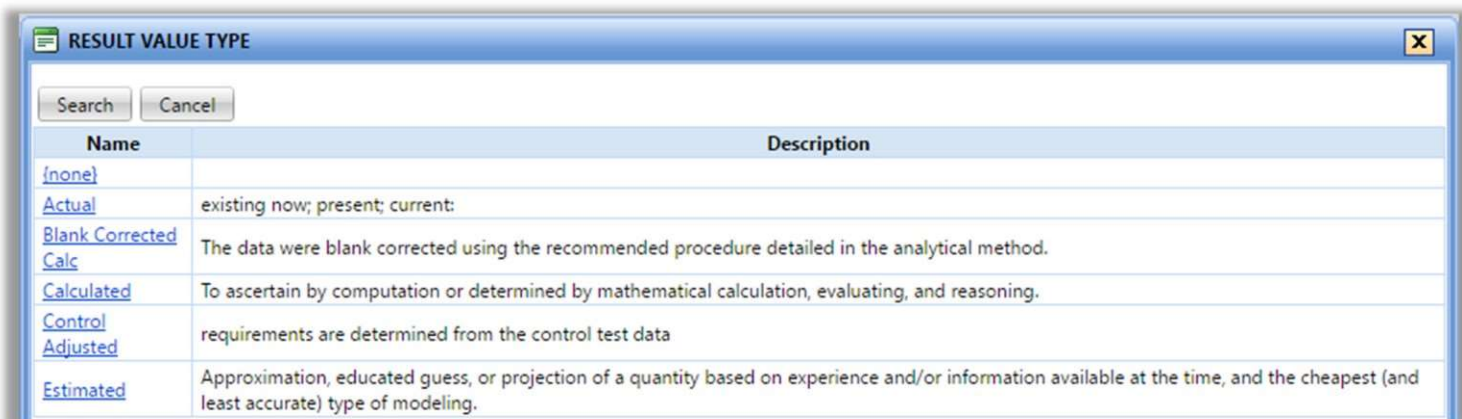 RESULT VALUE TYPE
Search Cancel
Name Description
{none}
Actual existing now; present; current:
Blank Corrected
Calc
The data were blank corrected using the recommended procedure detailed in the analytical method.
Calculated To ascertain by computation or determined by mathematical calculation, evaluating, and reasoning.
Control
Adjusted
requirements are determined from the control test data
Estimated
Approximation, educated guess, or projection of a quantity based on experience and/or information available at the time, and the cheapest (and
least accurate) type of modeling.